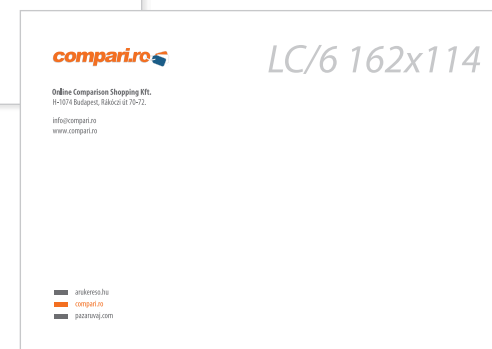 compari.ro
LC/6 162x114
Online Comparison Shopping Kft.
H-1074 Budapest, Rákóczi út 70-72.
info@compari.ro
www.compari.ro
arukereso.hu
compari.ro
pazaruvaj.com